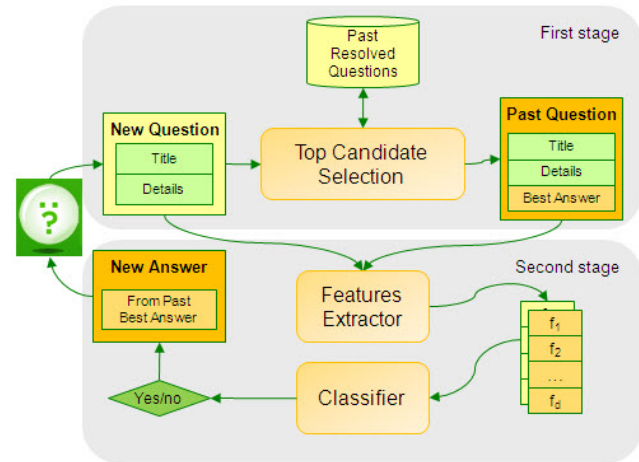 First stage
Past
Resolved
Questions
New Question
Title
Details
Top Candidate
Selection
Past Question
Title
Details
Best Answer
?
Second stage
New Answer
From Past
Best Answer
Features
Extractor
f1
f2
...
fd
Classifier
Yes/no